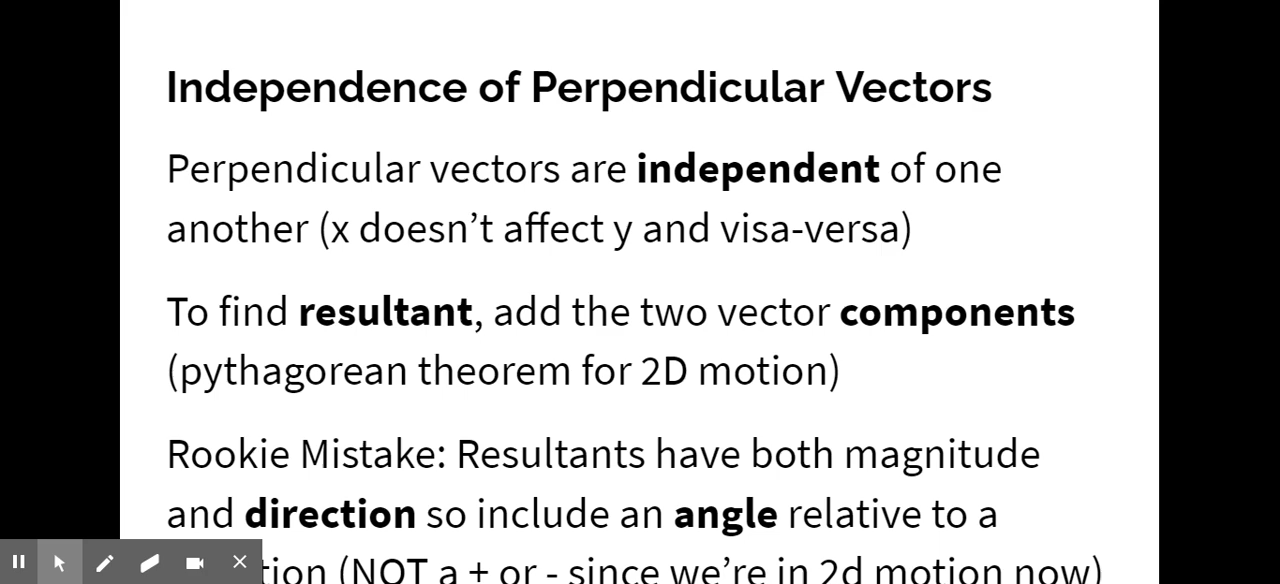 Independence of Perpendicular Vectors
Perpendicular vectors are independent of one
another (x doesn’t affect y and visa-versa)
To find resultant, add the two vector components
(pythagorean theorem for 2D motion)
Rookie Mistake: Resultants have both magnitude
and direction so include an angle relative to a
(NOT a + or - since we’re in 2d motion now)